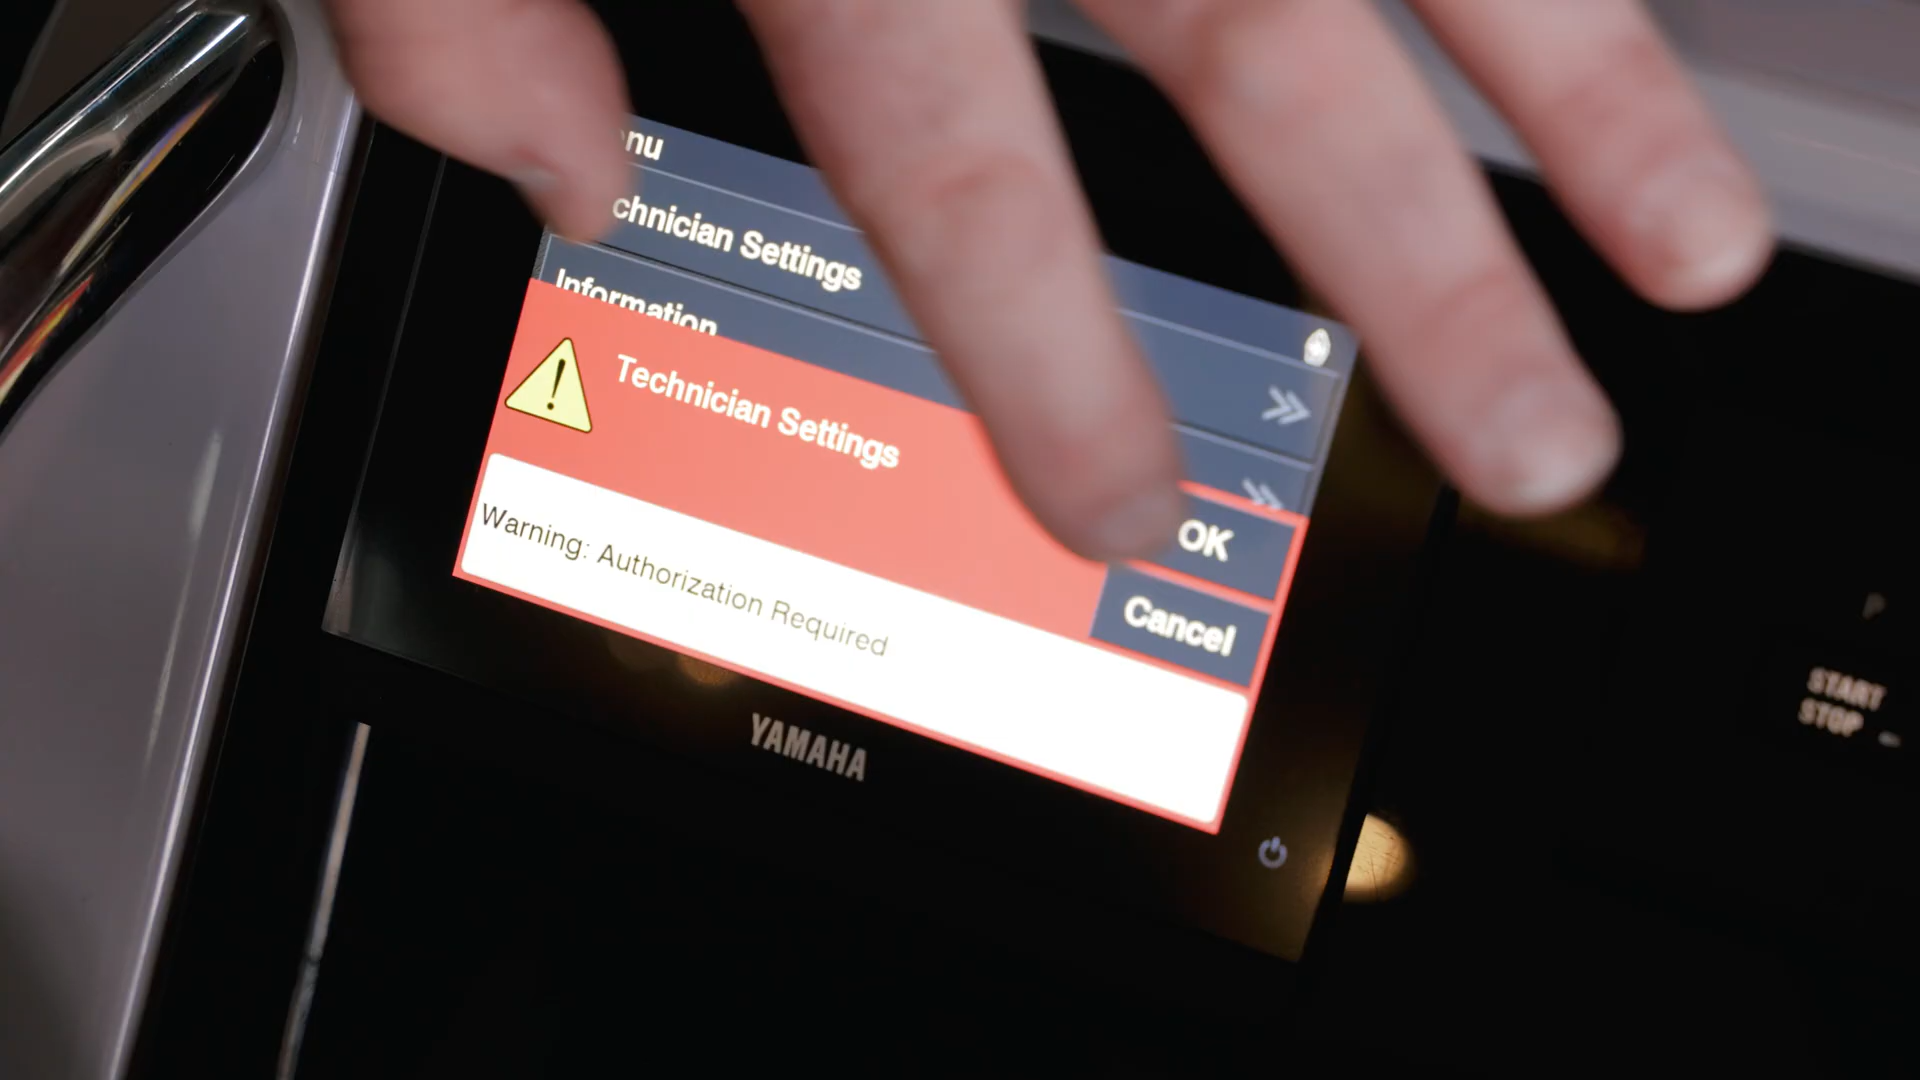 nu
chnician Settings
Information
Technician Settings
OK
Cancel
Warning: Authorization Required
YAMAHA
P
START
STOP